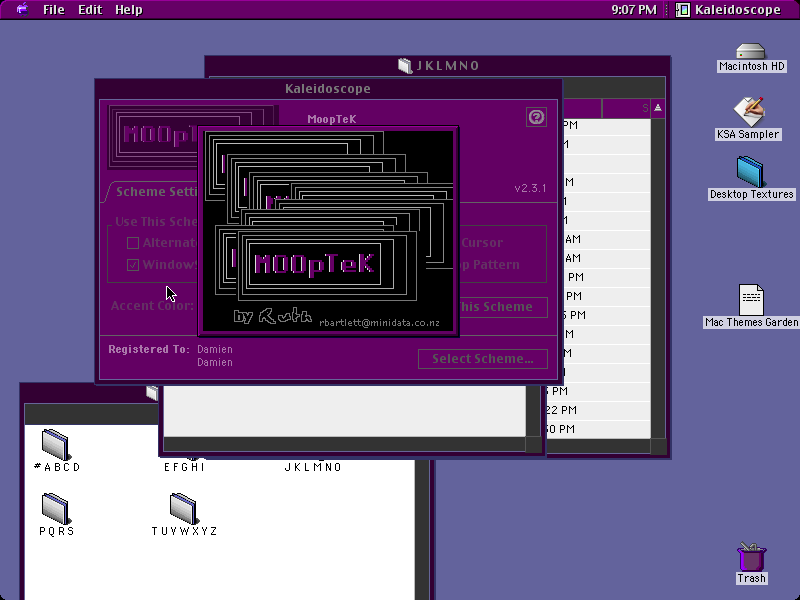 File Edit Help
9:07 PM
Kaleidoscope
JKLMNO
Kaleidoscope
MoopTeK
v2.3.1
Scheme Setti
Use This Sche
Alternat
Window
Cursor
p Pattern
Accent Color:
his Scheme
Registered To: Damien
Damien
Select Scheme...
MOOpTeK
MOOpTeK
by Ruth
rbartlett@minidata.co.nz
S
PM
M
M
AM
AM
PM
PM
5 PM
M
M
PM
22 PM
30 PM
#ABCD
EFGHI
JKLMNO
PQRS
TUVWXYZ
Macintosh HD
KSA Sampler
Desktop Textures
Mac Themes Garden
Trash